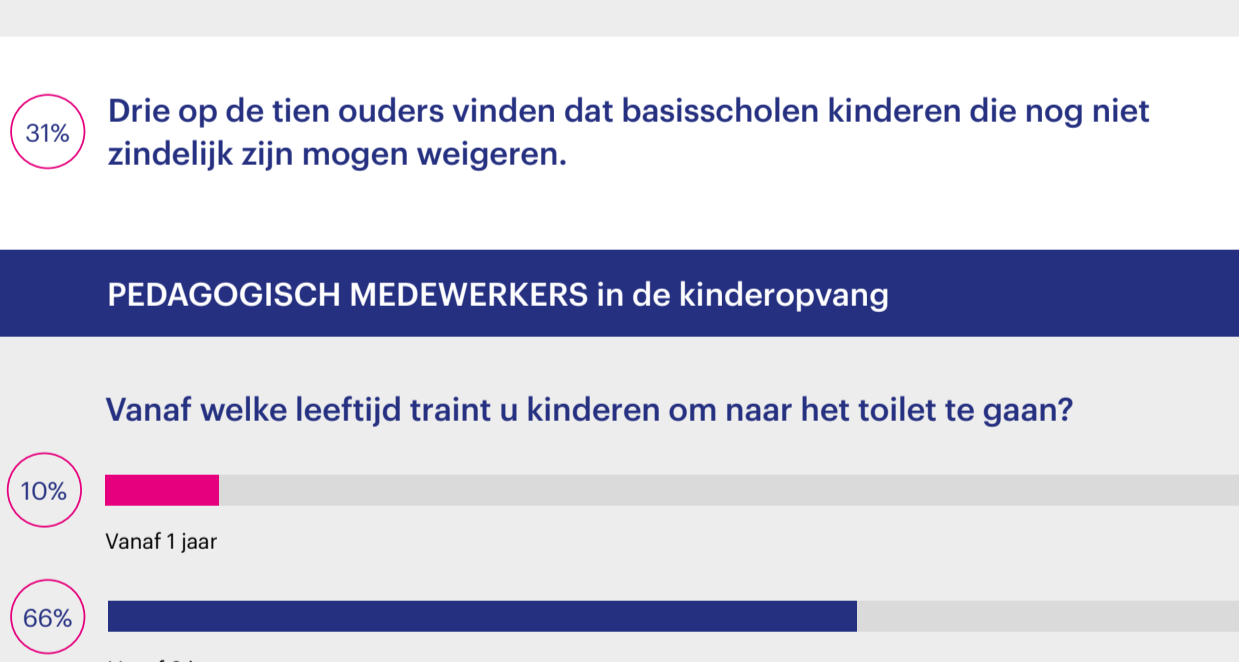 31%
Drie op de tien ouders vinden dat basisscholen kinderen die nog niet
zindelijk zijn mogen weigeren.
PEDAGOGISCH MEDEWERKERS in de kinderopvang
Vanaf welke leeftijd traint u kinderen om naar het toilet te gaan?
10%
Vanaf 1 jaar
66%